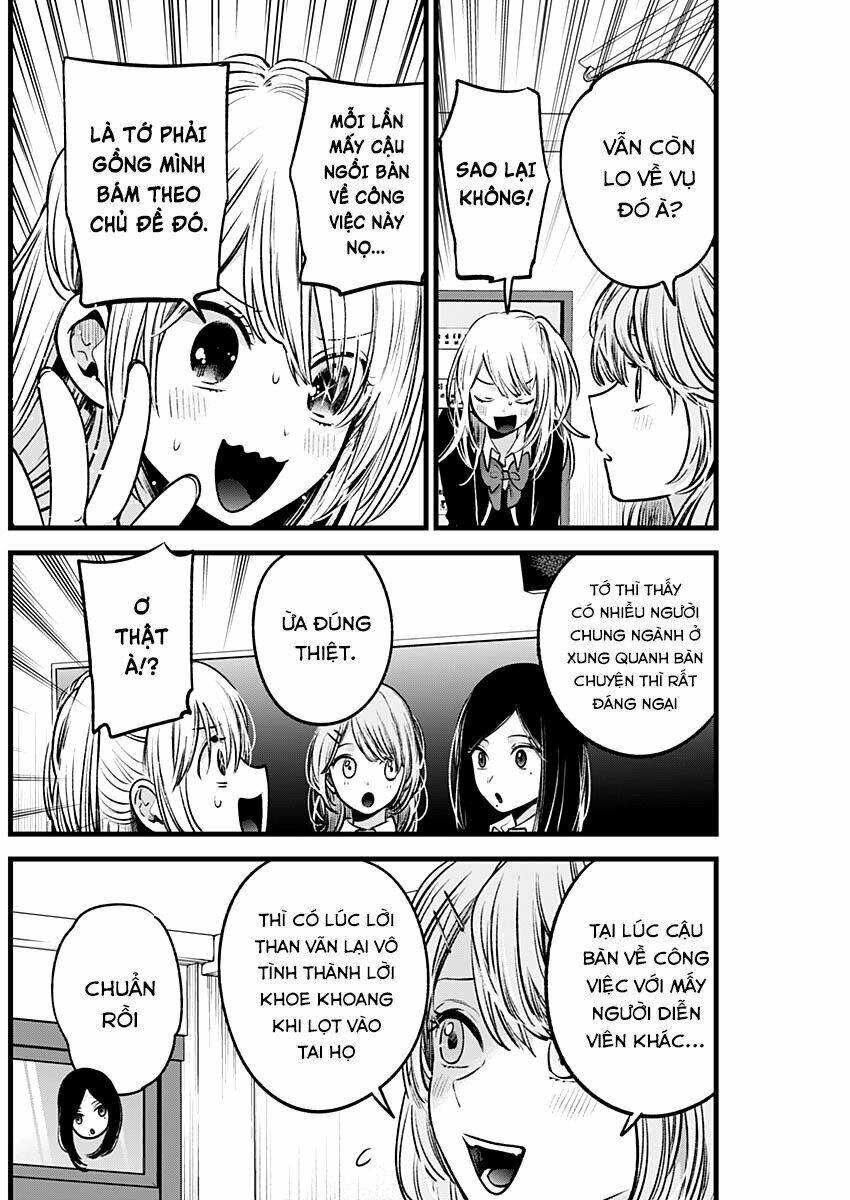 VẪN CÒN
LO VỀ VỤ
ĐÓ À?
SAO LẠI
KHÔNG!
MỖI LẦN
MẤY CẬU
NGỒI BÀN
VỀ CÔNG
VIỆC NÀY
NỌ...
LÀ TỚ PHẢI
GỒNG MÌNH
BÁM THEO
CHỦ ĐỀ ĐÓ.
TỚ THÌ THẤY
CÓ NHIỀU NGƯỜI
CHUNG NGÀNH Ở
XUNG QUANH BÀN
CHUYỆN THÌ RẤT
ĐÁNG NGẠI
ỪA ĐÚNG
THIỆT.
Ơ
THẬT
À!?
TẠI LÚC CẬU
BÀN VỀ CÔNG
VIỆC VỚI MẤY
NGƯỜI DIỄN
VIÊN KHÁC...
THÌ CÓ LÚC LỜI
THAN VÃN LẠI VÔ
TÌNH THÀNH LỜI
KHOE KHOANG
KHI LỌT VÀO
TAI HỌ
CHUẨN
RỒI